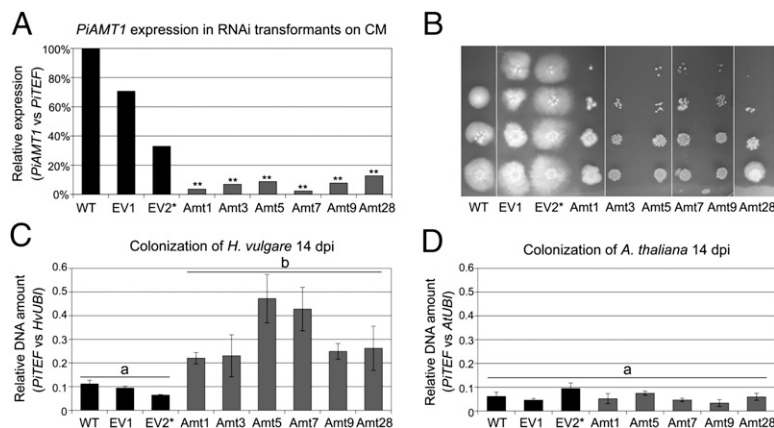 A
PiAMT1 expression in RNAi transformants on CM
Relative expression
(PiAMT1 vs PiTEF)
100%
80%
60%
40%
20%
0%
** ** ** ** ** **
WT EV1 EV2* Amt1 Amt3 Amt5 Amt7 Amt9 Amt28
B
WT EV1 EV2* Amt1 Amt3 Amt5 Amt7 Amt9 Amt28
C
Colonization of H. vulgare 14 dpi
Relative DNA amount
(PiTEF vs HvUBI)
0.6
0.5
0.4
0.3
0.2
0.1
0
a
b
WT EV1 EV2* Amt1 Amt3 Amt5 Amt7 Amt9 Amt28
D
Colonization of A. thaliana 14 dpi
Relative DNA amount
(PiTEF vs AtUBI)
0.6
0.5
0.4
0.3
0.2
0.1
0
a
WT EV1 EV2* Amt1 Amt3 Amt5 Amt7 Amt9 Amt28